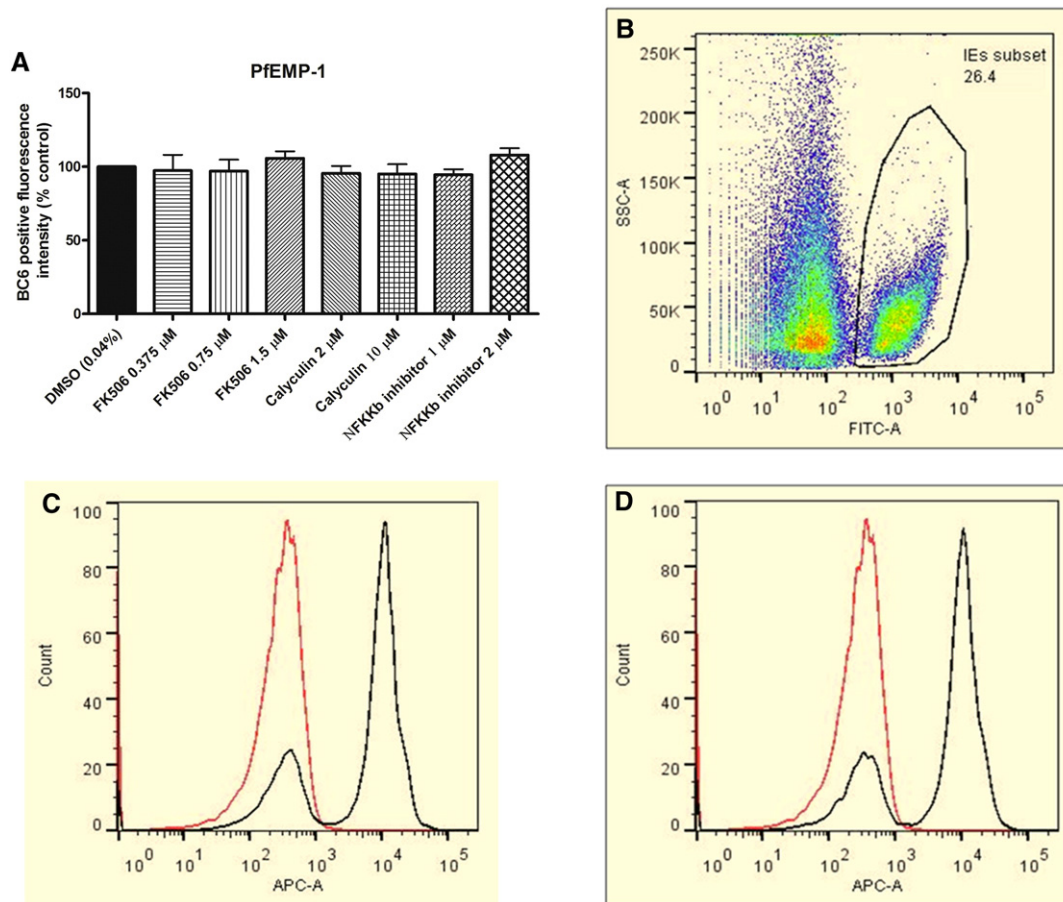 A
PfEMP-1
BC6 positive fluorescence
intensity (% control)
150
100
50
0
DMSO (0.04%)
FK506 0.375 µM
FK506 0.75 µM
FK506 1.5 µM
Calyculin 2 µM
Calyculin 10 µM
NFKKb inhibitor 1 µM
NFKKb inhibitor 2 µM
B
IEs subset
26.4
SSC-A
250K
200K
150K
100K
50K
0
10^0 10^1 10^2 10^3 10^4 10^5
FITC-A
C
Count
100
80
60
40
20
0
10^0 10^1 10^2 10^3 10^4 10^5
APC-A
D
Count
100
80
60
40
20
0
10^0 10^1 10^2 10^3 10^4 10^5
APC-A